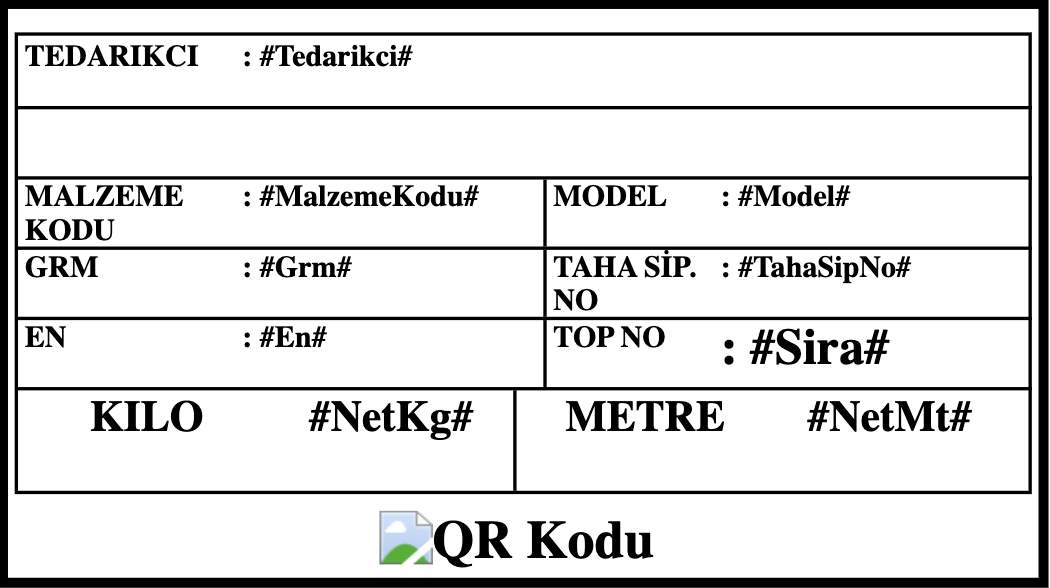 TEDARIKCI : #Tedarikci#
MALZEME KODU : #MalzemeKodu# MODEL : #Model#
GRM : #Grm# TAHA SİP. NO : #TahaSipNo#
EN : #En# TOP NO : #Sira#
KILO #NetKg# METRE #NetMt#
QR Kodu